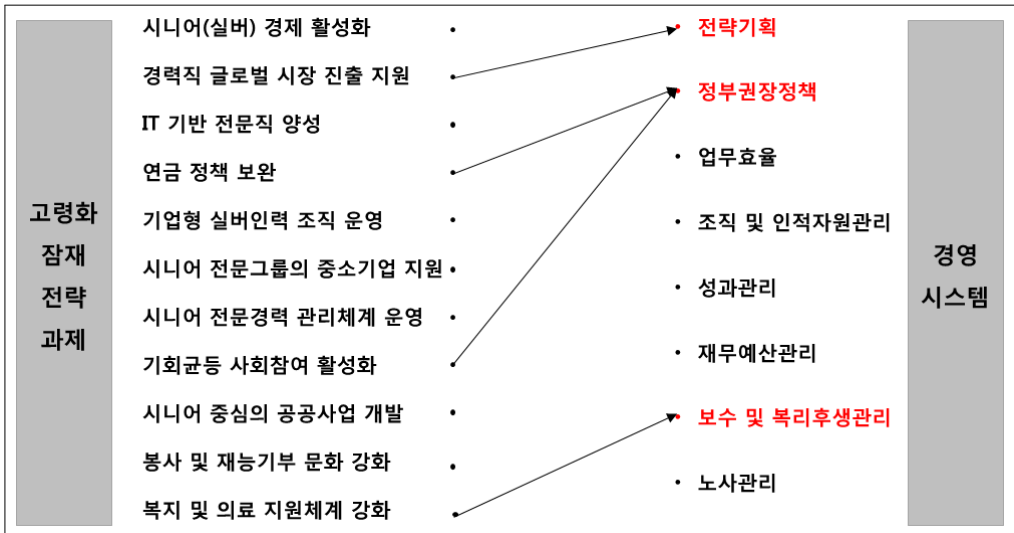 고령화
잠재
전략
과제
시니어(실버) 경제 활성화
경력직 글로벌 시장 진출 지원
IT 기반 전문직 양성
연금 정책 보완
기업형 실버인력 조직 운영
시니어 전문그룹의 중소기업 지원
시니어 전문경력 관리체계 운영
기회균등 사회참여 활성화
시니어 중심의 공공사업 개발
봉사 및 재능기부 문화 강화
복지 및 의료 지원체계 강화
전략기획
정부권장정책
업무효율
조직 및 인적자원관리
성과관리
재무예산관리
보수 및 복리후생관리
노사관리
경영
시스템